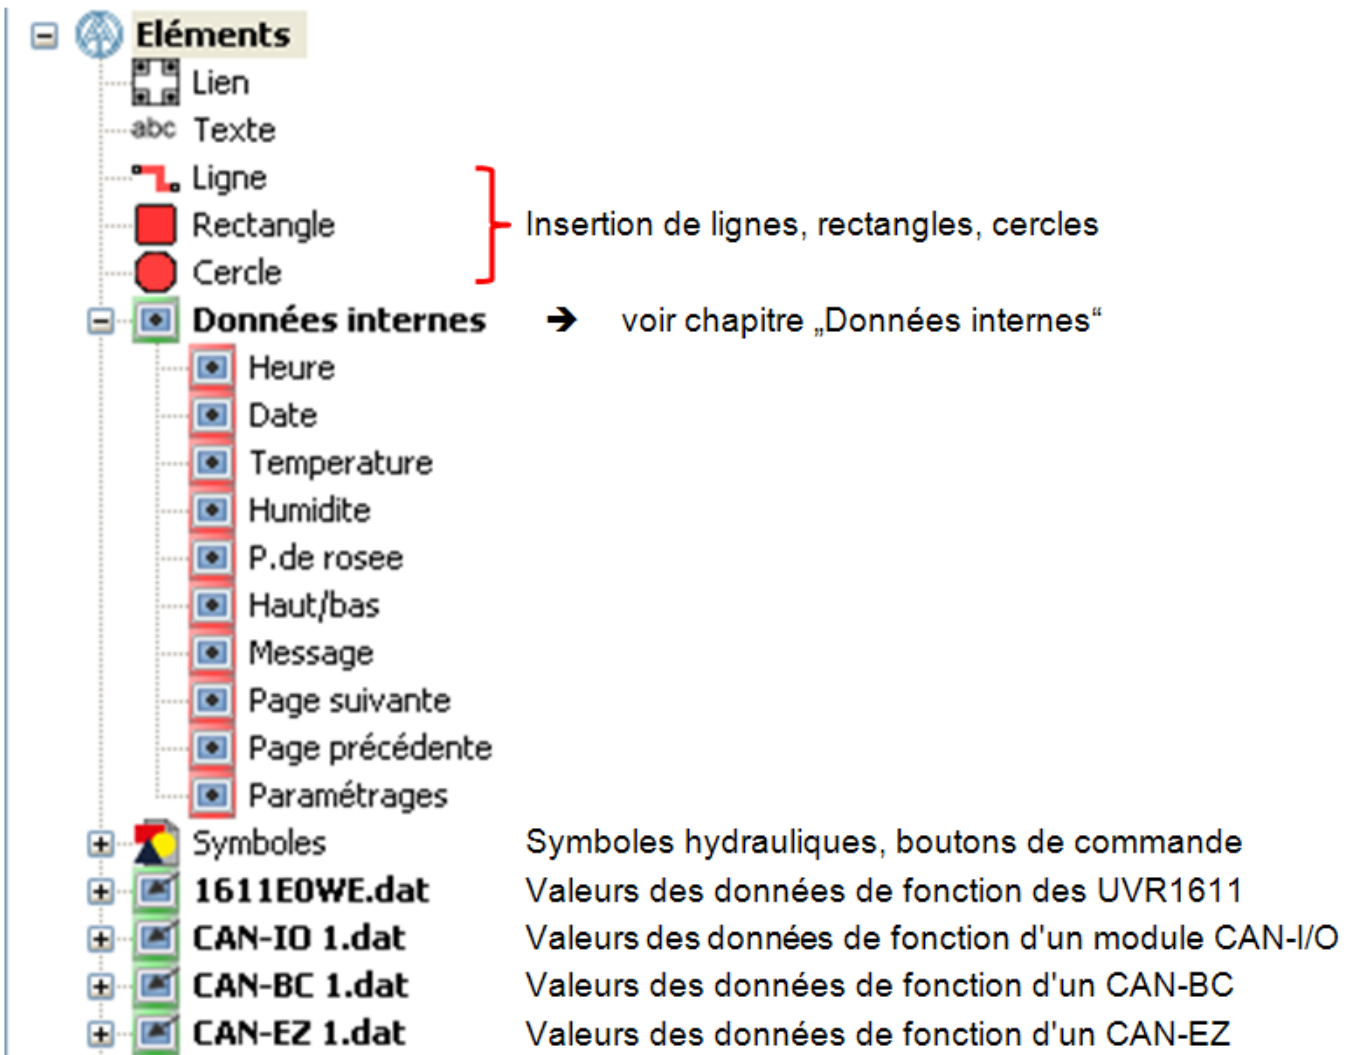 Eléments
Lien
abc Texte
Ligne
Rectangle Insertion de lignes, rectangles, cercles
Cercle
Données internes ➔ voir chapitre „Données internes“
Heure
Date
Temperature
Humidite
P.de rosee
Haut/bas
Message
Page suivante
Page précédente
Paramétrages
Symboles Symboles hydrauliques, boutons de commande
1611E0WE.dat Valeurs des données de fonction des UVR1611
CAN-IO 1.dat Valeurs des données de fonction d'un module CAN-I/O
CAN-BC 1.dat Valeurs des données de fonction d'un CAN-BC
CAN-EZ 1.dat Valeurs des données de fonction d'un CAN-EZ